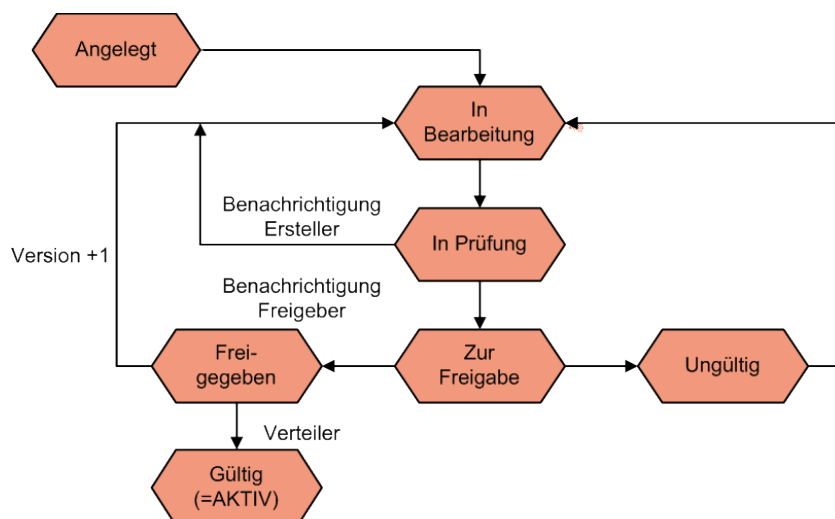 Angelegt
In
Bearbeitung
Benachrichtigung
Ersteller
In Prüfung
Version +1
Benachrichtigung
Freigeber
Frei-
gegeben
Zur
Freigabe
Ungültig
Verteiler
Gültig
(=AKTIV)